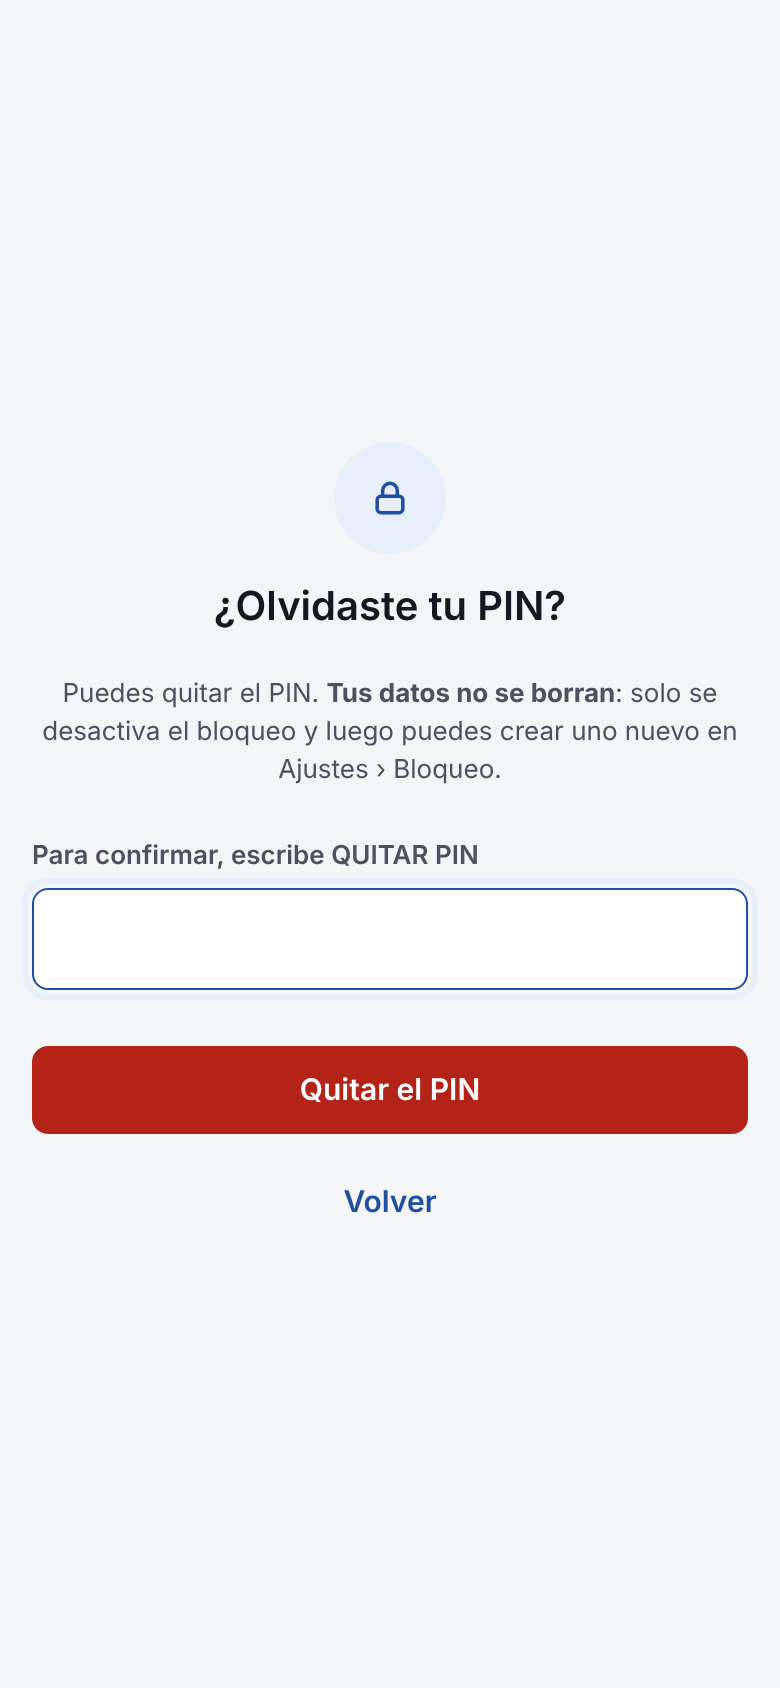 ¿Olvidaste tu PIN?
Puedes quitar el PIN. Tus datos no se borran: solo se
desactiva el bloqueo y luego puedes crear uno nuevo en
Ajustes › Bloqueo.
Para confirmar, escribe QUITAR PIN
Quitar el PIN
Volver